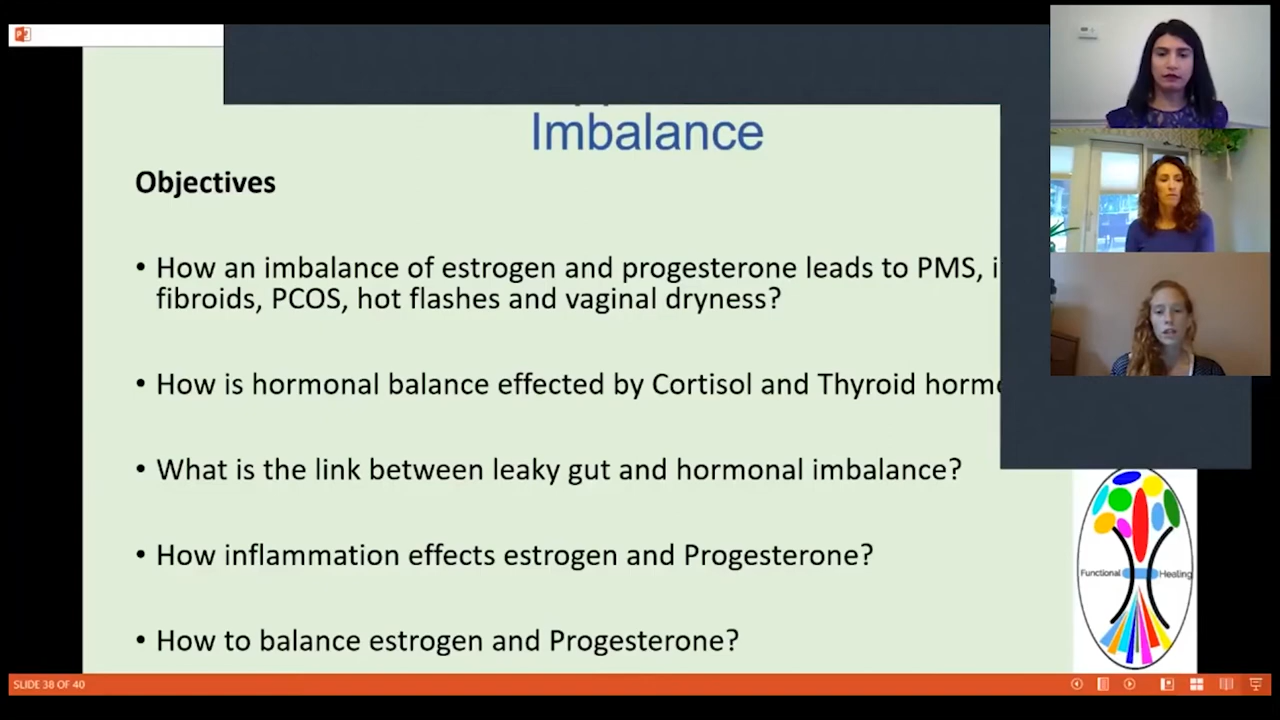 Imbalance
Objectives
• How an imbalance of estrogen and progesterone leads to PMS,
fibroids, PCOS, hot flashes and vaginal dryness?
• How is hormonal balance effected by Cortisol and Thyroid
• What is the link between leaky gut and hormonal imbalance?
• How inflammation effects estrogen and Progesterone?
• How to balance estrogen and Progesterone?
Functional Healing
SLIDE 38 OF 40